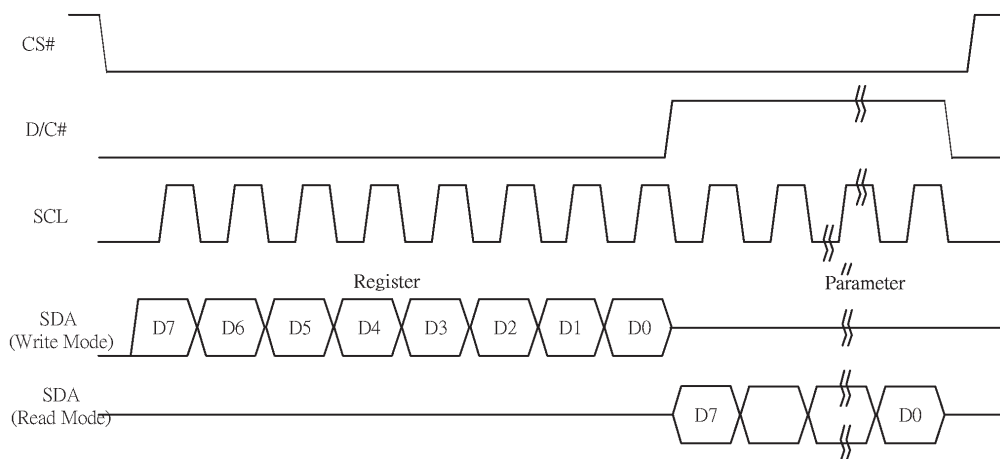 CS#
D/C#
SCL
Register
Parameter
SDA
(Write Mode)
D7 D6 D5 D4 D3 D2 D1 D0
SDA
(Read Mode)
D7 D0